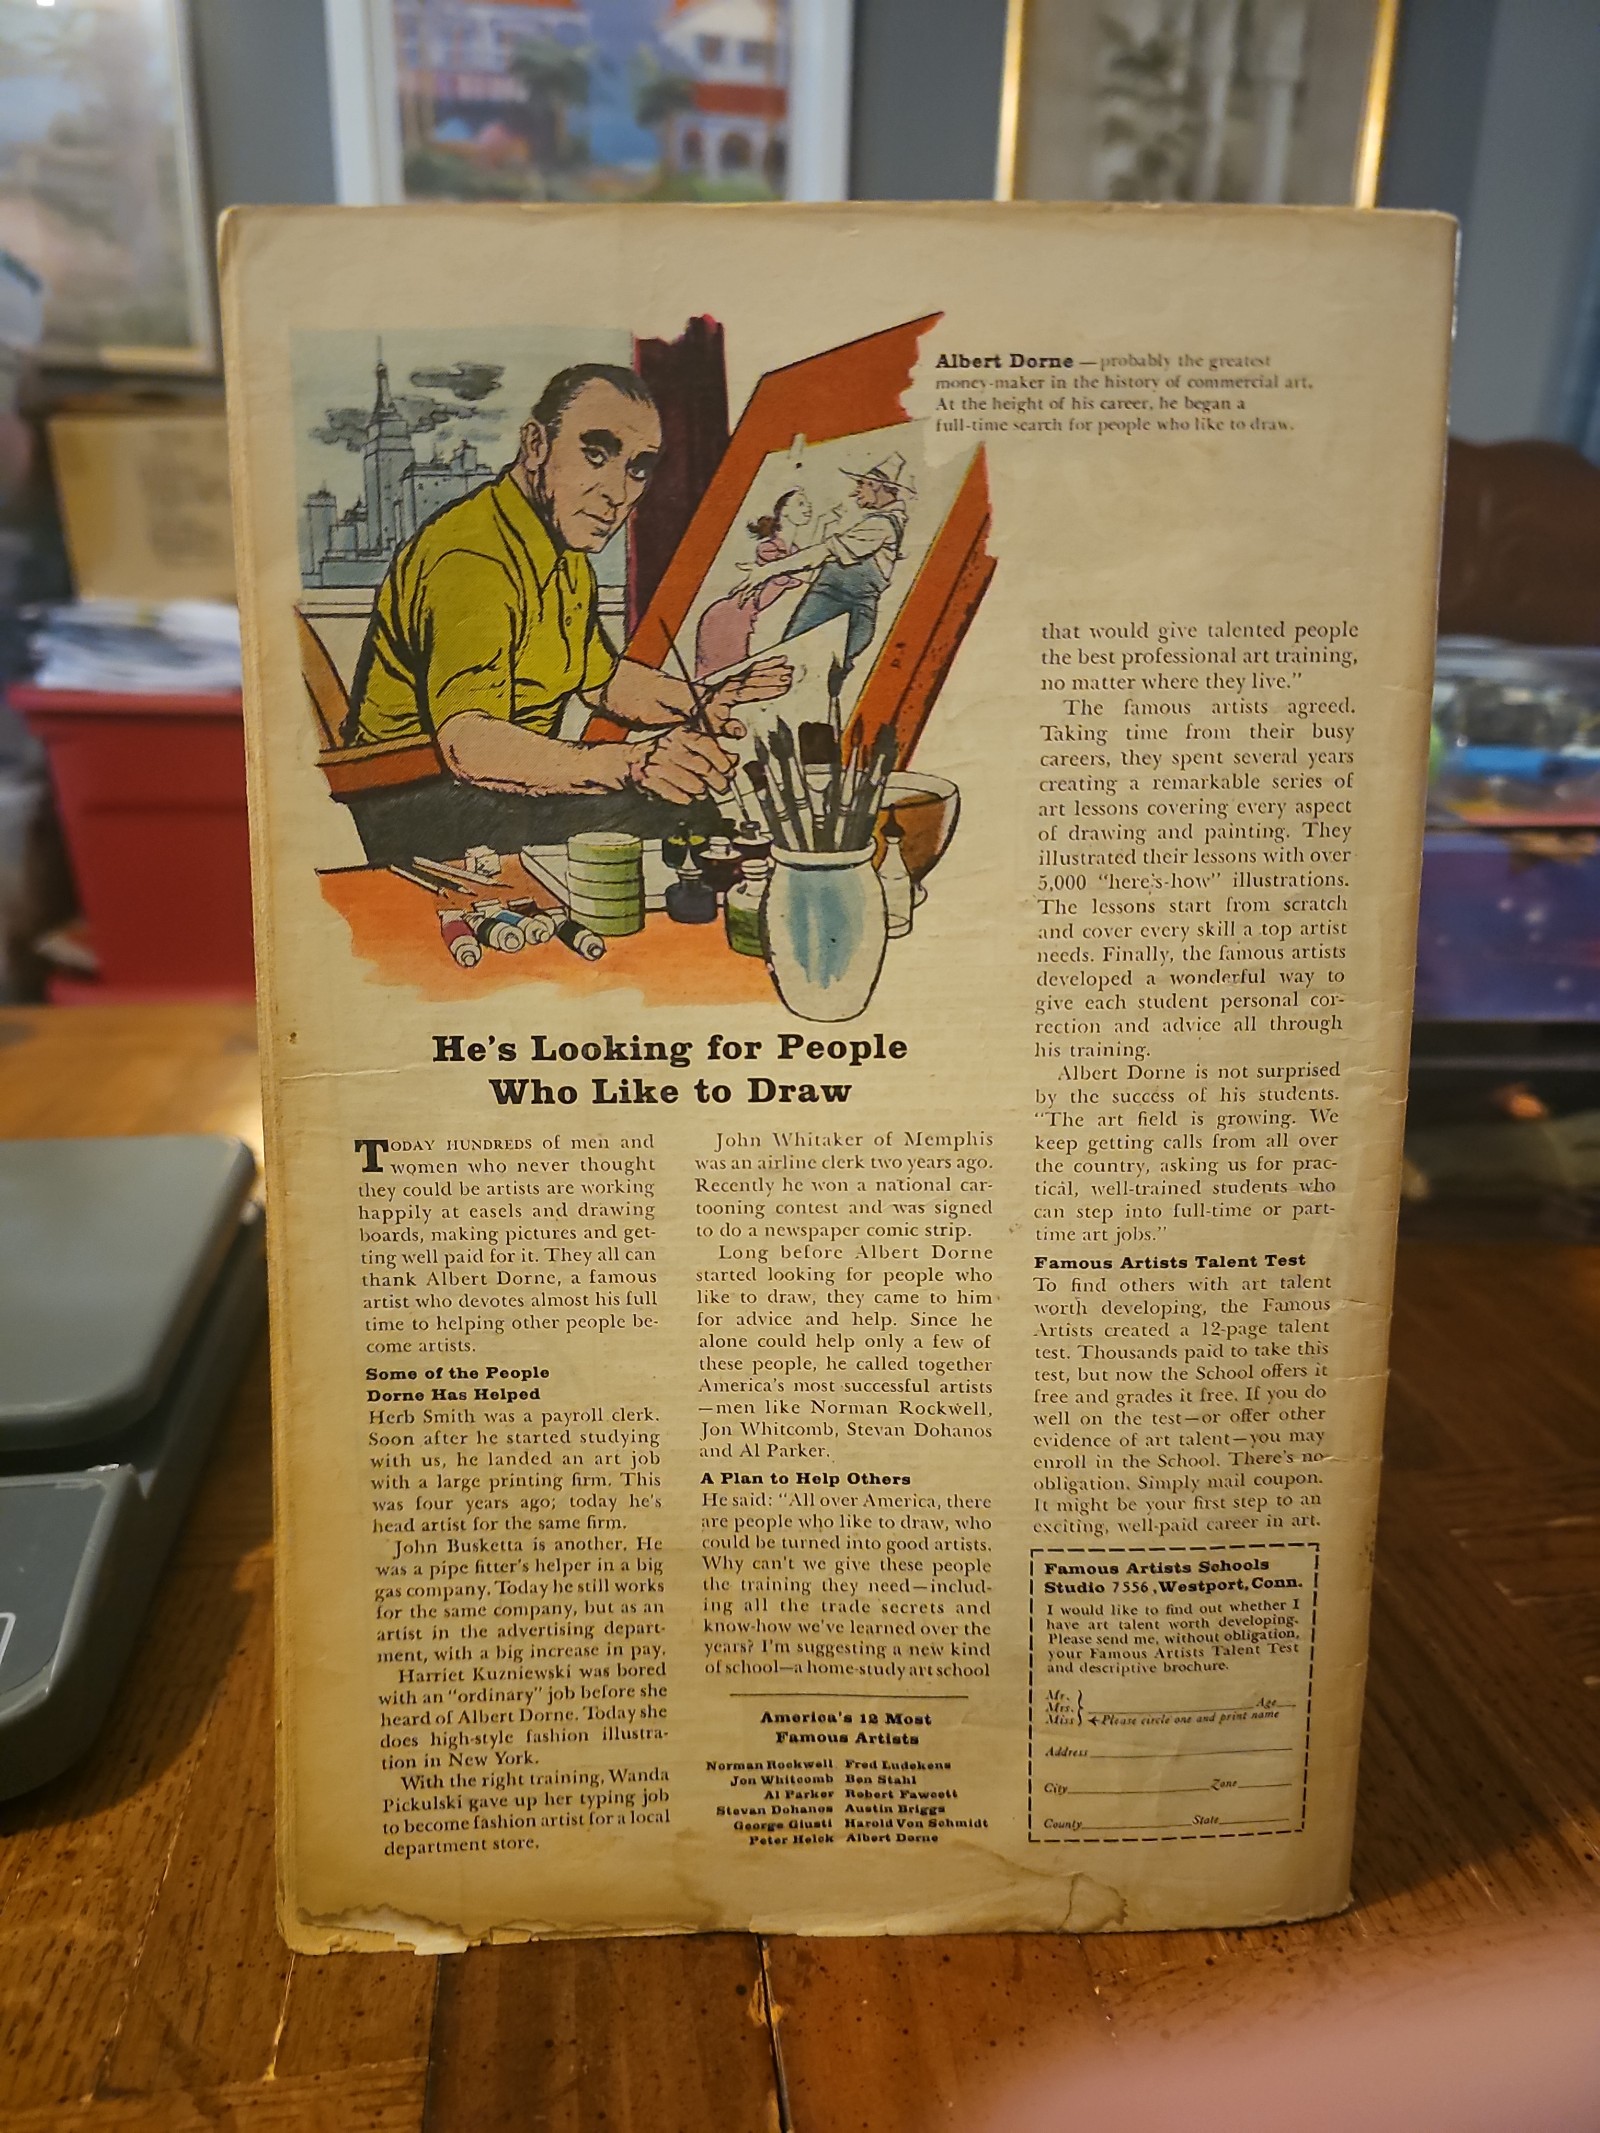 Albert Dorne — probably the greatest
money-maker in the history of commercial art.
At the height of his career, he began a
full-time search for people who like to draw.
He's Looking for People
Who Like to Draw
TODAY HUNDREDS of men and
women who never thought
they could be artists are working
happily at easels and drawing
boards, making pictures and get-
ting well paid for it. They all can
thank Albert Dorne, a famous
artist who devotes almost his full
time to helping other people be-
come artists.
Some of the People
Dorne Has Helped
Herb Smith was a payroll clerk.
Soon after he started studying
with us, he landed an art job
with a large printing firm. This
was four years ago; today he's
head artist for the same firm.
John Busketta is another. He
was a pipe fitter's helper in a big
gas company. Today he still works
for the same company, but as an
artist in the advertising depart-
ment, with a big increase in pay.
Harriet Kuzniewski was bored
with an "ordinary" job before she
heard of Albert Dorne. Today she
does high-style fashion illustra-
tion in New York.
With the right training, Wanda
Pickulski gave up her typing job
to become fashion artist for a local
department store.
John Whitaker of Memphis
was an airline clerk two years ago.
Recently he won a national car-
tooning contest and was signed
to do a newspaper comic strip.
Long before Albert Dorne
started looking for people who
like to draw, they came to him
for advice and help. Since he
alone could help only a few of
these people, he called together
America's most successful artists
—men like Norman Rockwell,
Jon Whitcomb, Stevan Dohanos
and Al Parker.
A Plan to Help Others
He said: "All over America, there
are people who like to draw, who
could be turned into good artists.
Why can't we give these people
the training they need—includ-
ing all the trade secrets and
know-how we've learned over the
years? I'm suggesting a new kind
of school—a home-study art school
America's 12 Most
Famous Artists
Norman Rockwell Fred Ludekens
Jon Whitcomb Ben Stahl
Al Parker Robert Fawcett
Stevan Dohanos Austin Briggs
George Giusti Harold Von Schmidt
Peter Helck Albert Dorne
that would give talented people
the best professional art training,
no matter where they live."
The famous artists agreed.
Taking time from their busy
careers, they spent several years
creating a remarkable series of
art lessons covering every aspect
of drawing and painting. They
illustrated their lessons with over
5,000 "here's-how" illustrations.
The lessons start from scratch
and cover every skill a top artist
needs. Finally, the famous artists
developed a wonderful way to
give each student personal cor-
rection and advice all through
his training.
Albert Dorne is not surprised
by the success of his students.
"The art field is growing. We
keep getting calls from all over
the country, asking us for prac-
tical, well-trained students who
can step into full-time or part-
time art jobs."
Famous Artists Talent Test
To find others with art talent
worth developing, the Famous
Artists created a 12-page talent
test. Thousands paid to take this
test, but now the School offers it
free and grades it free. If you do
well on the test—or offer other
evidence of art talent—you may
enroll in the School. There's no
obligation. Simply mail coupon.
It might be your first step to an
exciting, well-paid career in art.
Famous Artists Schools
Studio 7556, Westport, Conn.
I would like to find out whether I
have art talent worth developing.
Please send me, without obligation,
your Famous Artists Talent Test
and descriptive brochure.
Mr.
Mrs. Age
Miss ←Please circle one and print name
Address
City Zone
County State